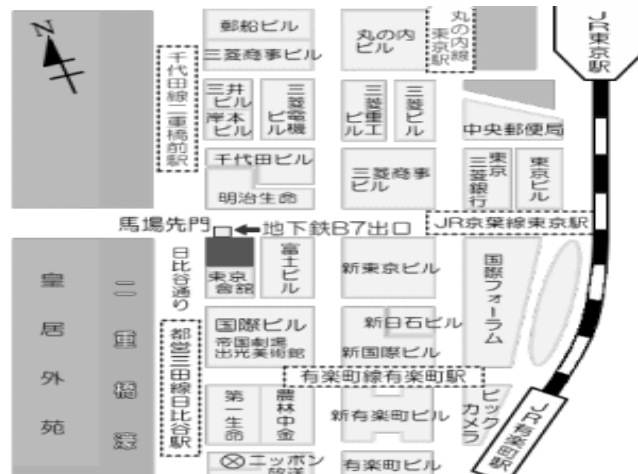 N
郵船ビル
三菱商事ビル
丸の内
ビル
丸の内線
東京駅
JR東京駅
千代田線二重橋前駅
三井
ビル
岸本
ビル
三菱電機
ビル
三菱重工
ビル
三菱ビル
中央郵便局
千代田ビル
明治生命
三菱商事
ビル
東京
三菱銀行
東京ビル
馬場先門
地下鉄B7出口
JR京葉線東京駅
日比谷通り
東京
会館
富士ビル
新東京ビル
国際フォーラム
皇居外苑
二重橋濠
都営三田線日比谷駅
国際ビル
帝国劇場
出光美術館
新日石ビル
新国際ビル
有楽町線有楽町駅
第一生命
農林中金
新有楽町ビル
ビック
カメラ
JR有楽町駅
ニッポン
放送
有楽町ビル